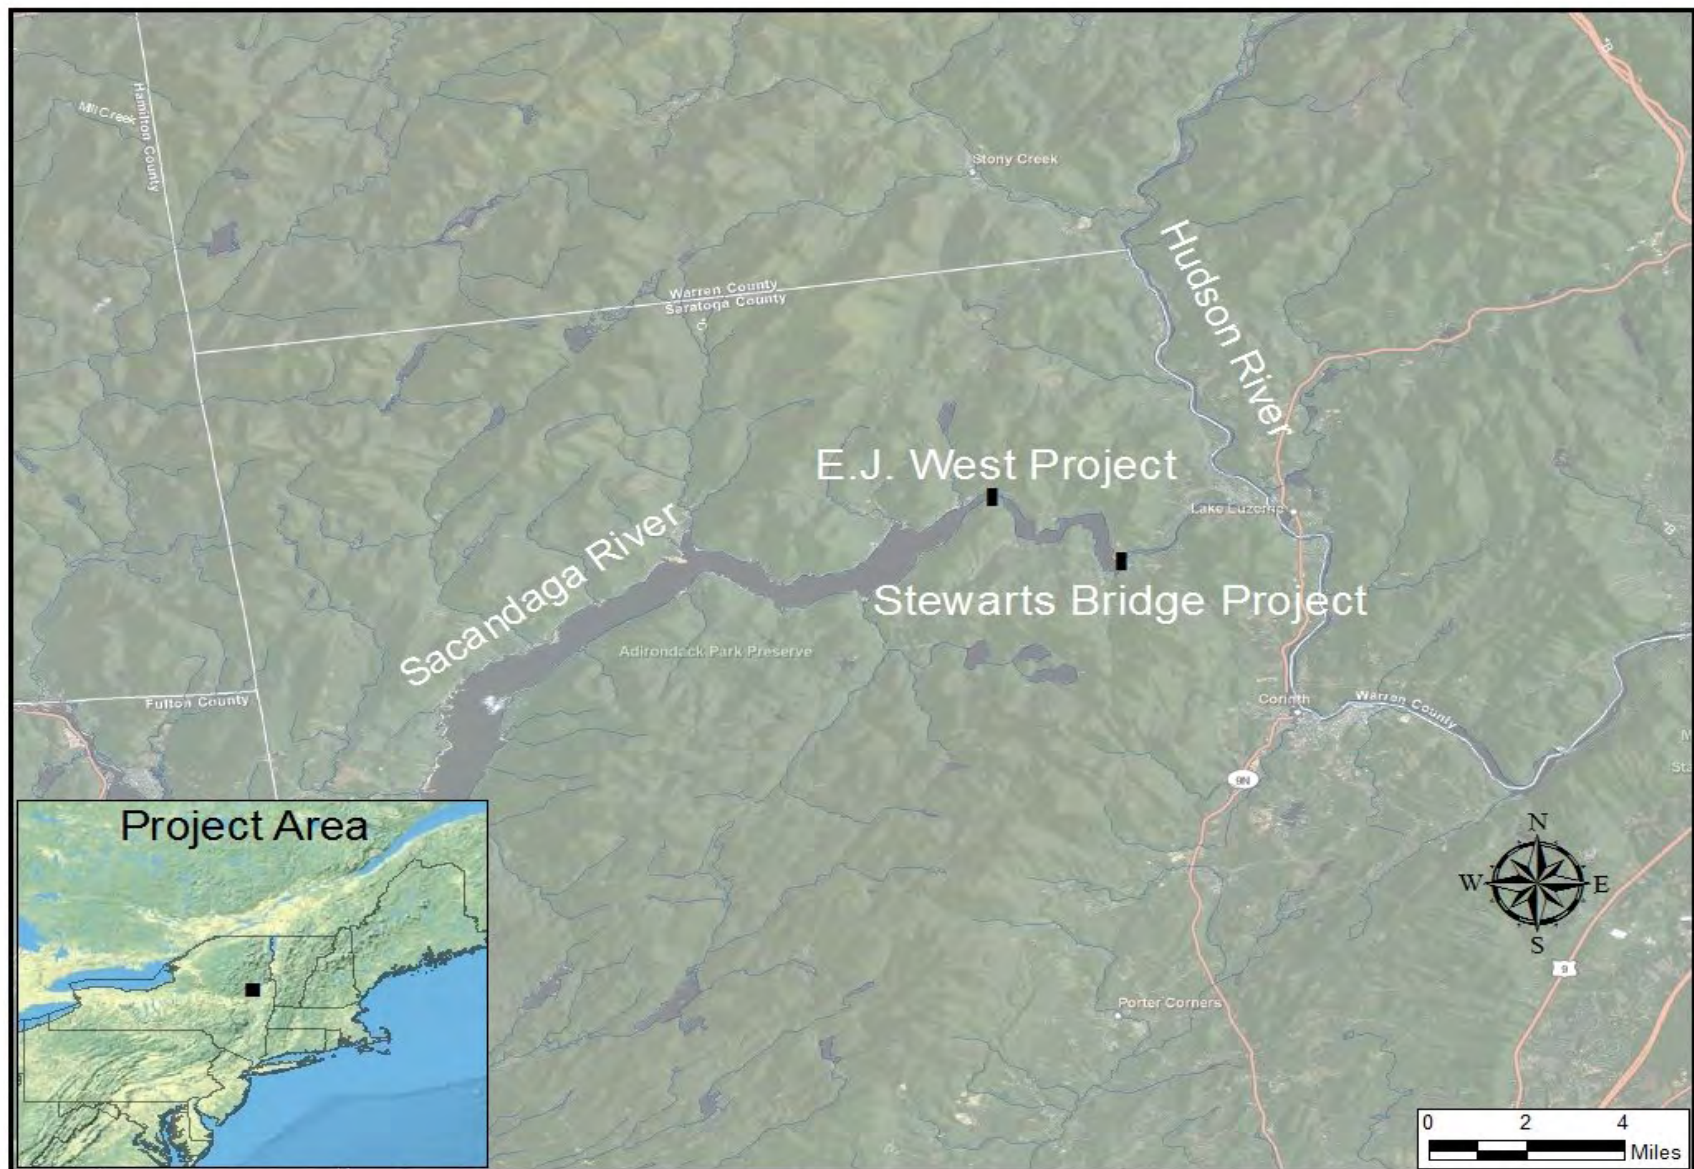 Mill Creek
Hamilton County
Stony Creek
Hudson River
Warren County
Saratoga County
E.J. West Project
Lake Luzerne
Sacandaga River
Stewarts Bridge Project
Adirondack Park Preserve
Fulton County
Corinth
Warren County
9N
Project Area
N
W
E
S
9
Porter Corners
0 2 4
Miles